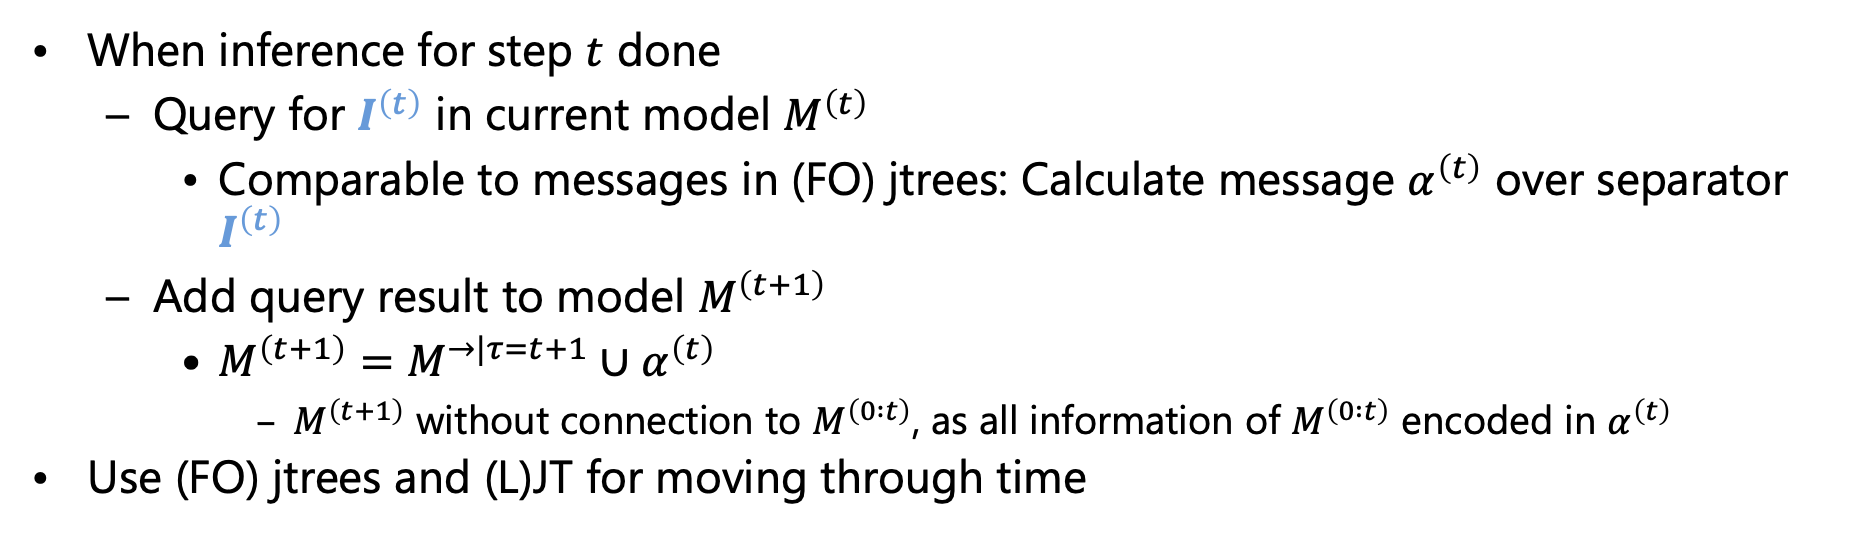 • When inference for step t done
– Query for I^(t) in current model M^(t)
• Comparable to messages in (FO) jtrees: Calculate message α^(t) over separator
I^(t)
– Add query result to model M^(t+1)
• M^(t+1) = M^→|τ=t+1 ∪ α^(t)
– M^(t+1) without connection to M^(0:t), as all information of M^(0:t) encoded in α^(t)
• Use (FO) jtrees and (L)JT for moving through time